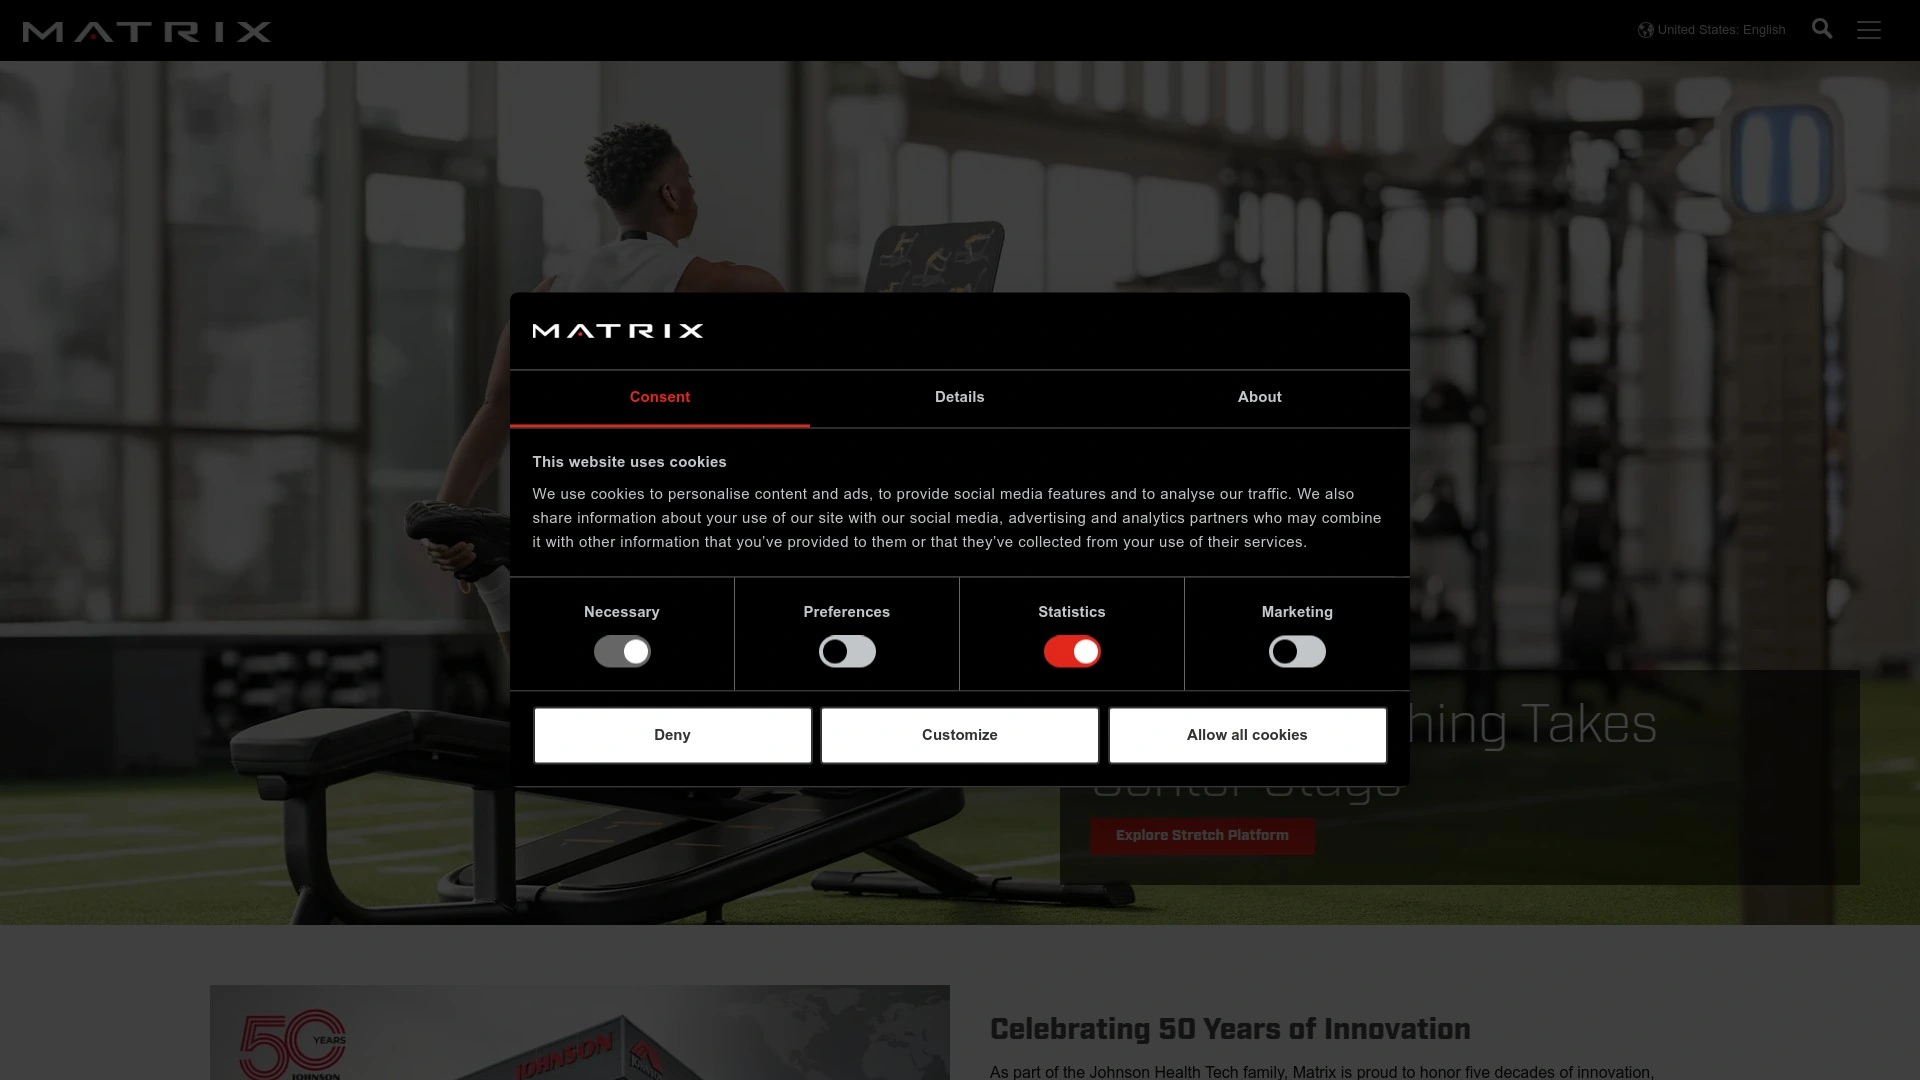 MATRIX
United States: English
MATRIX
Consent
Details
About
This website uses cookies
We use cookies to personalise content and ads, to provide social media features and to analyse our traffic. We also
share information about your use of our site with our social media, advertising and analytics partners who may combine
it with other information that you've provided to them or that they've collected from your use of their services.
Necessary
Preferences
Statistics
Marketing
Deny
Customize
Allow all cookies
Takes
Explore Stretch Platform
50
YEARS
JOHNSON
JOHNSON
Celebrating 50 Years of Innovation
As part of the Johnson Health Tech family, Matrix is proud to honor five decades of innovation,